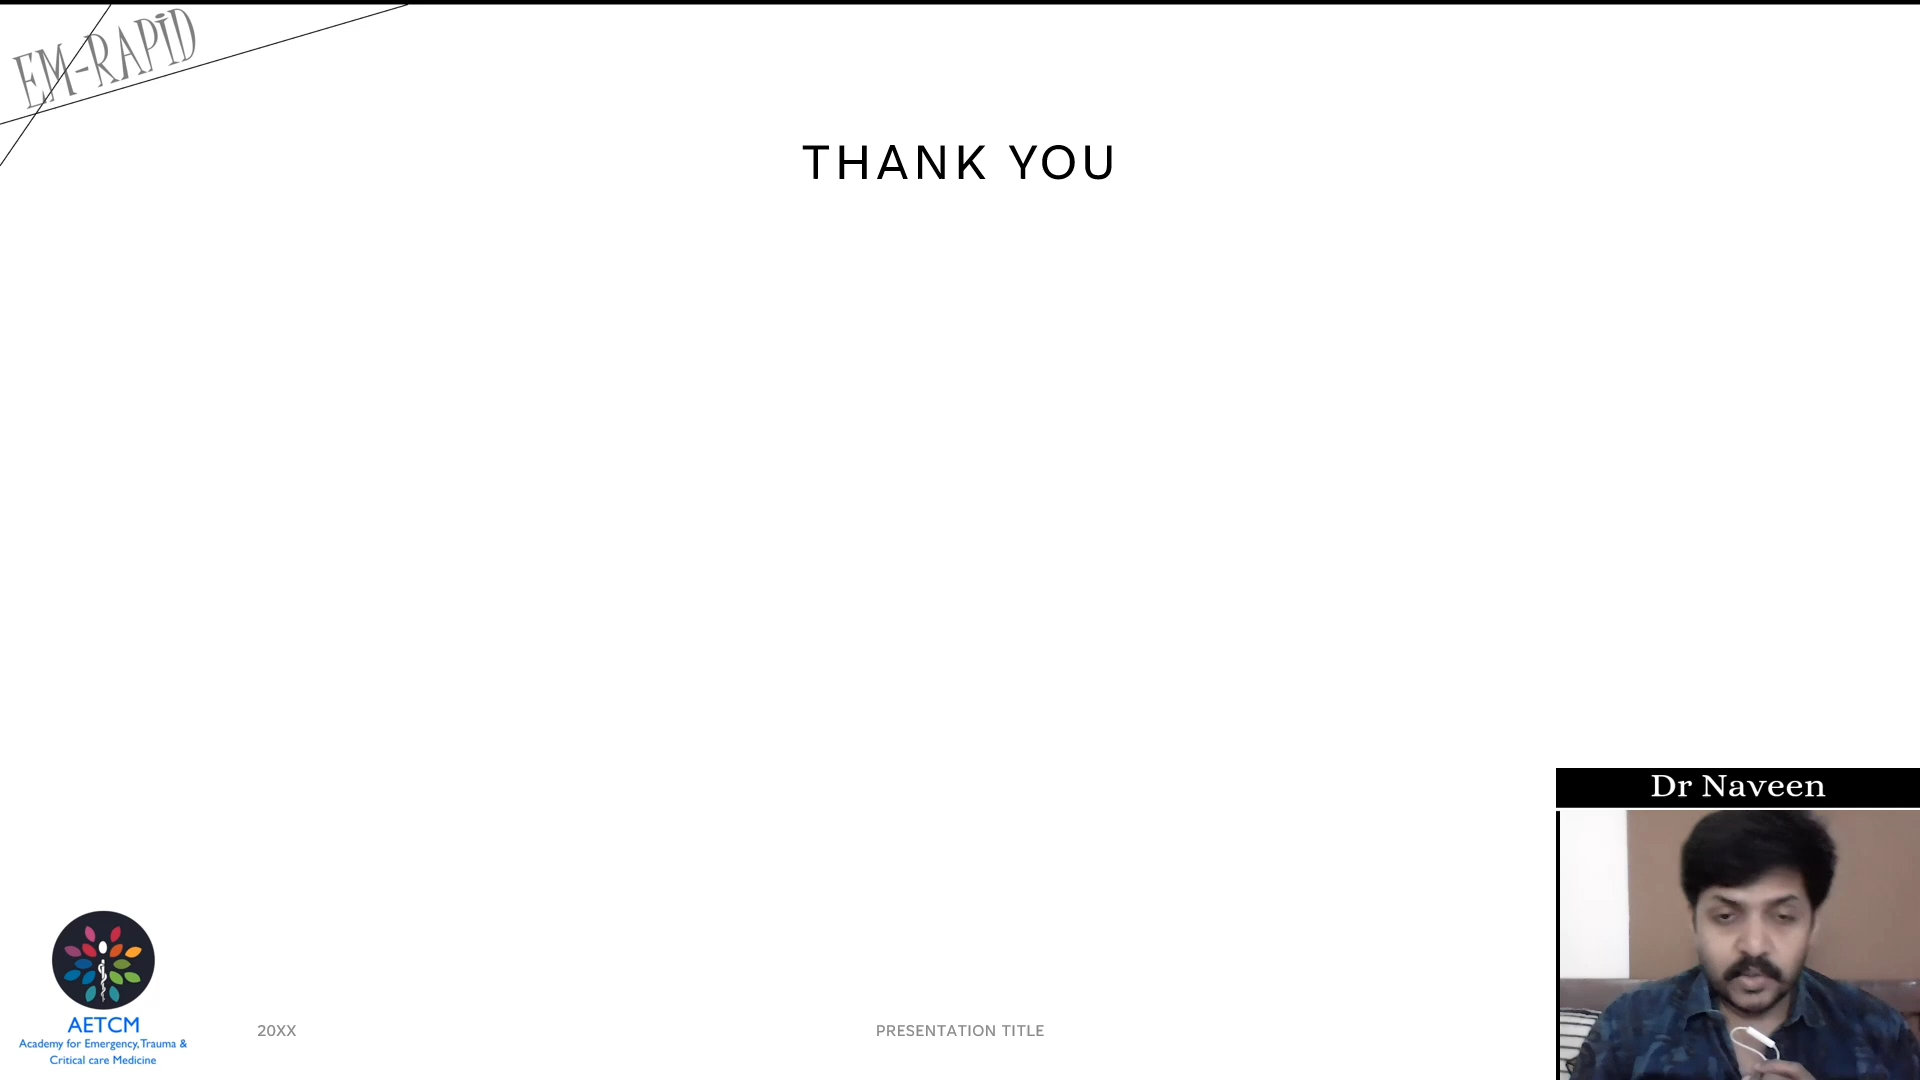 EM-RAPiD
THANK YOU
Dr Naveen
AETCM
Academy for Emergency,Trauma &
Critical care Medicine
20XX
PRESENTATION TITLE